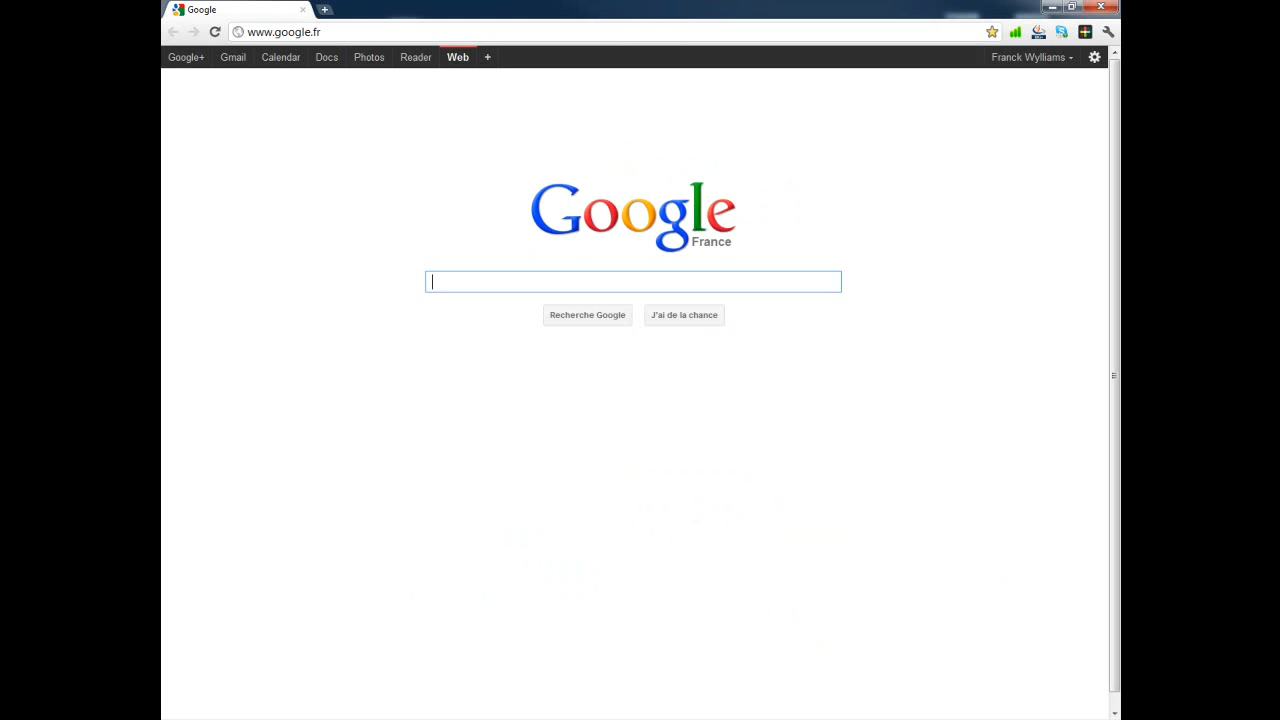 Google
www.google.fr
Google+ Gmail Calendar Docs Photos Reader Web + Franck Wylliams
Google
France
Recherche Google J'ai de la chance